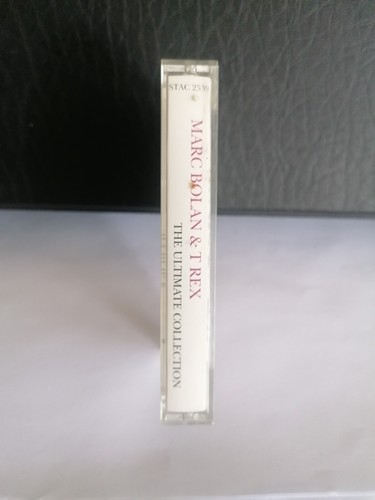 STAC 2539
MARC BOLAN & T REX
THE ULTIMATE COLLECTION